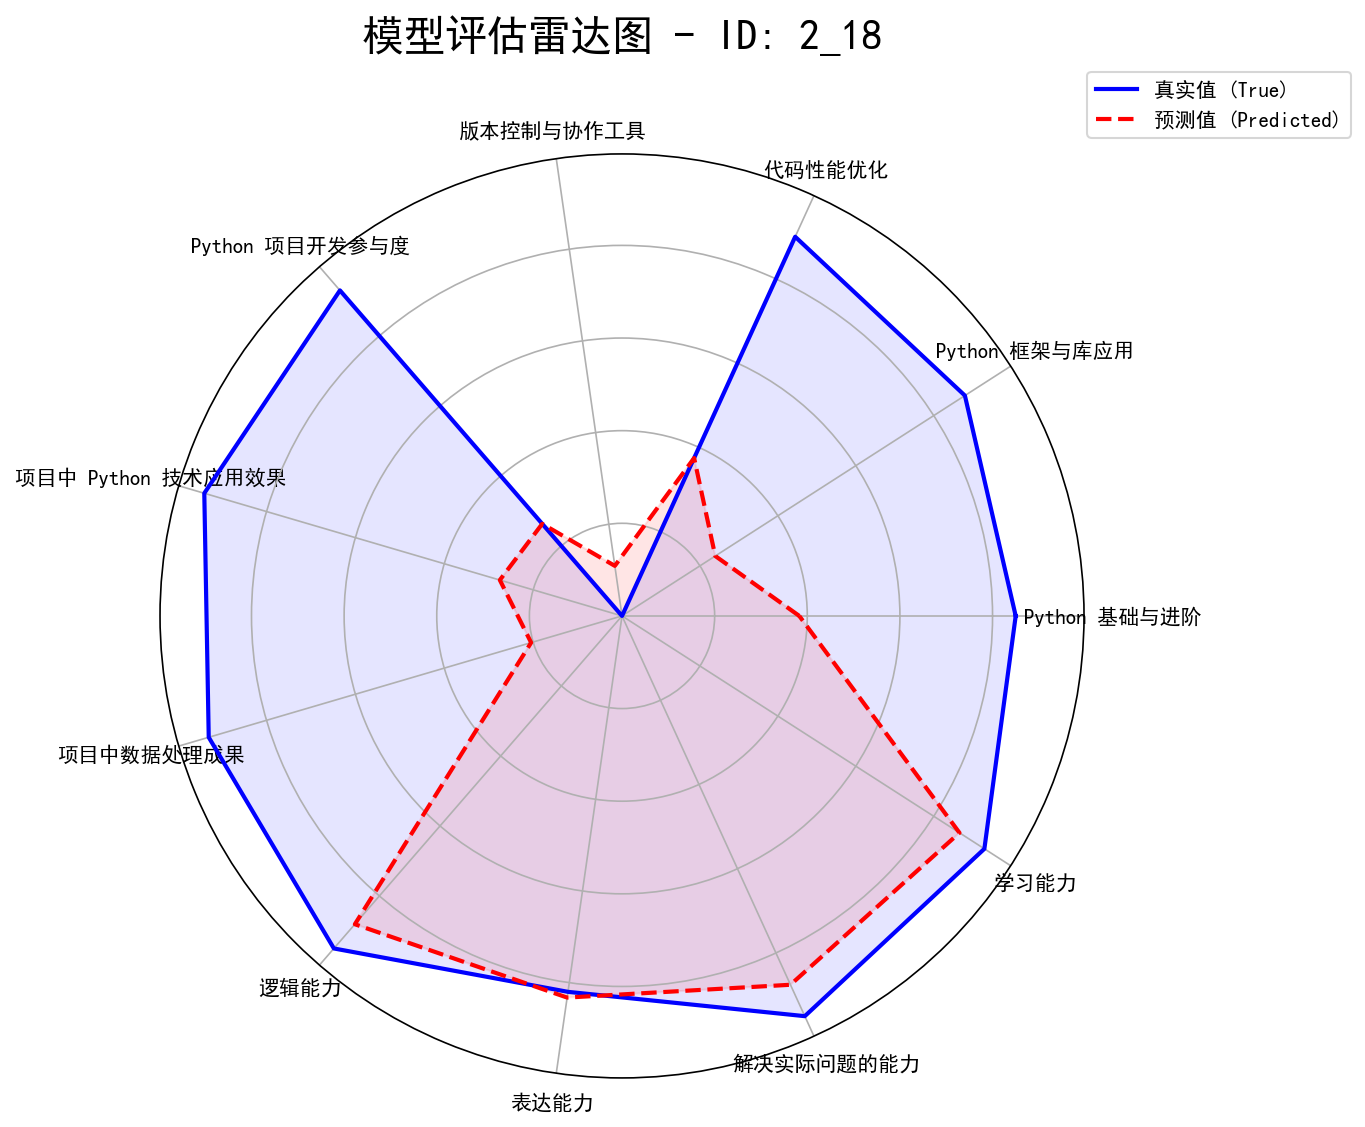 模型评估雷达图 - ID: 2_18
真实值 (True)
预测值 (Predicted)
版本控制与协作工具
代码性能优化
Python 项目开发参与度
Python 框架与库应用
项目中 Python 技术应用效果
Python 基础与进阶
项目中数据处理成果
学习能力
逻辑能力
解决实际问题的能力
表达能力